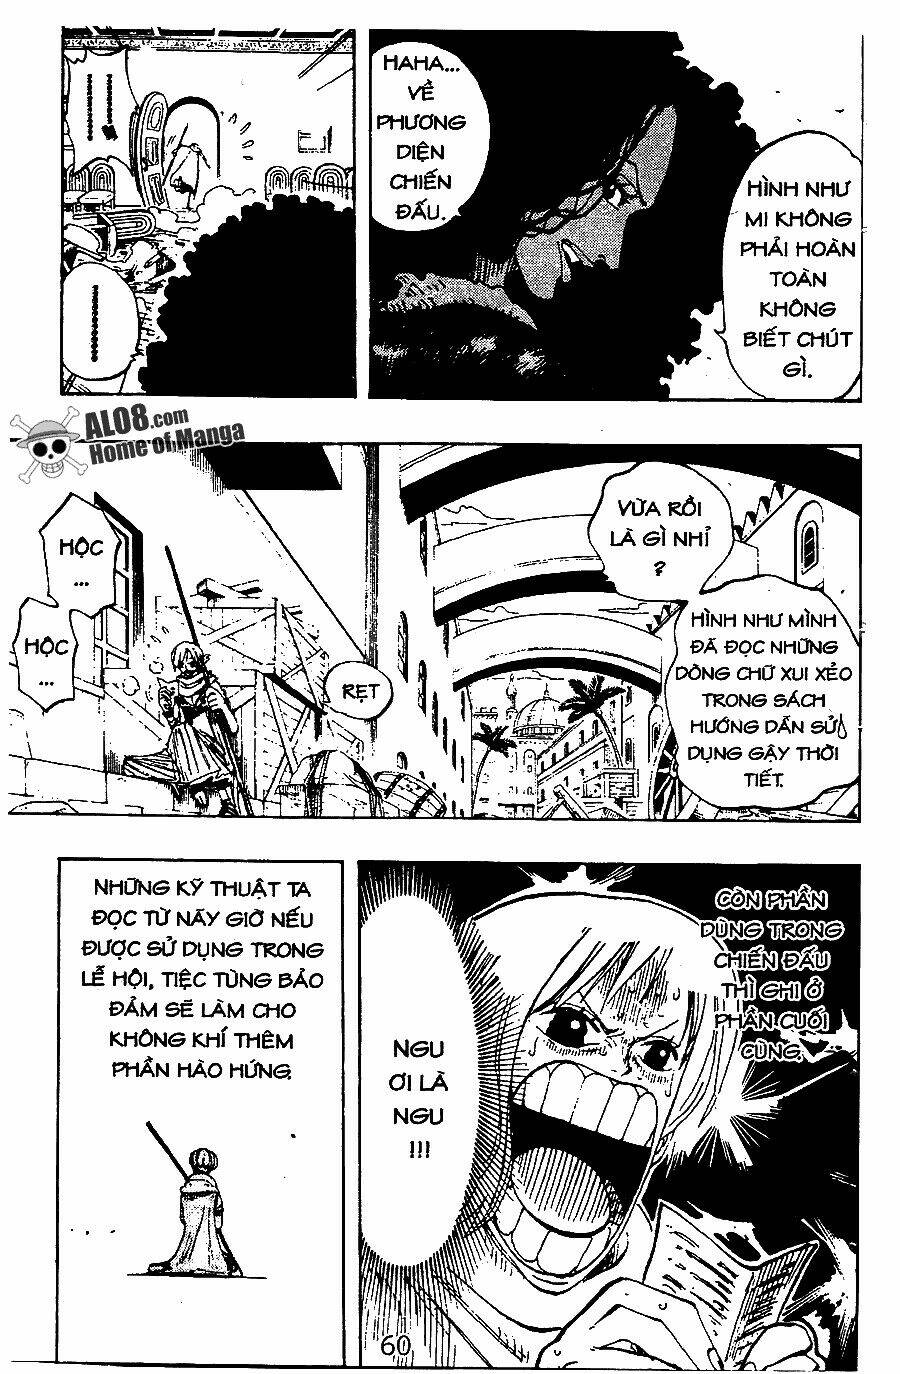 HÌNH NHƯ
MI KHÔNG
PHẢI HOÀN
TOÀN
KHÔNG
BIẾT CHÚT
GÌ.
HAHA...
VỀ
PHƯƠNG
DIỆN
CHIẾN
ĐẤU.
ALO8.com
Home of Manga
VỪA RỒI
LÀ GÌ NHỈ
?
HÌNH NHƯ MÌNH
ĐÃ ĐỌC NHỮNG
DÒNG CHỮ XUI XẺO
TRONG SÁCH
HƯỚNG DẪN SỬ
DỤNG GẬY THỜI
TIẾT.
RẸT
HỘC
...
HỘC
...
CÒN PHẦN
DÙNG TRONG
CHIẾN ĐẤU
THÌ GHI Ở
PHẦN CUỐI
CÙNG.
NGU
ƠI LÀ
NGU
!!!
NHỮNG KỸ THUẬT TA
ĐỌC TỪ NÃY GIỜ NẾU
ĐƯỢC SỬ DỤNG TRONG
LỄ HỘI, TIỆC TÙNG BẢO
ĐẢM SẼ LÀM CHO
KHÔNG KHÍ THÊM
PHẦN HÀO HỨNG.
60